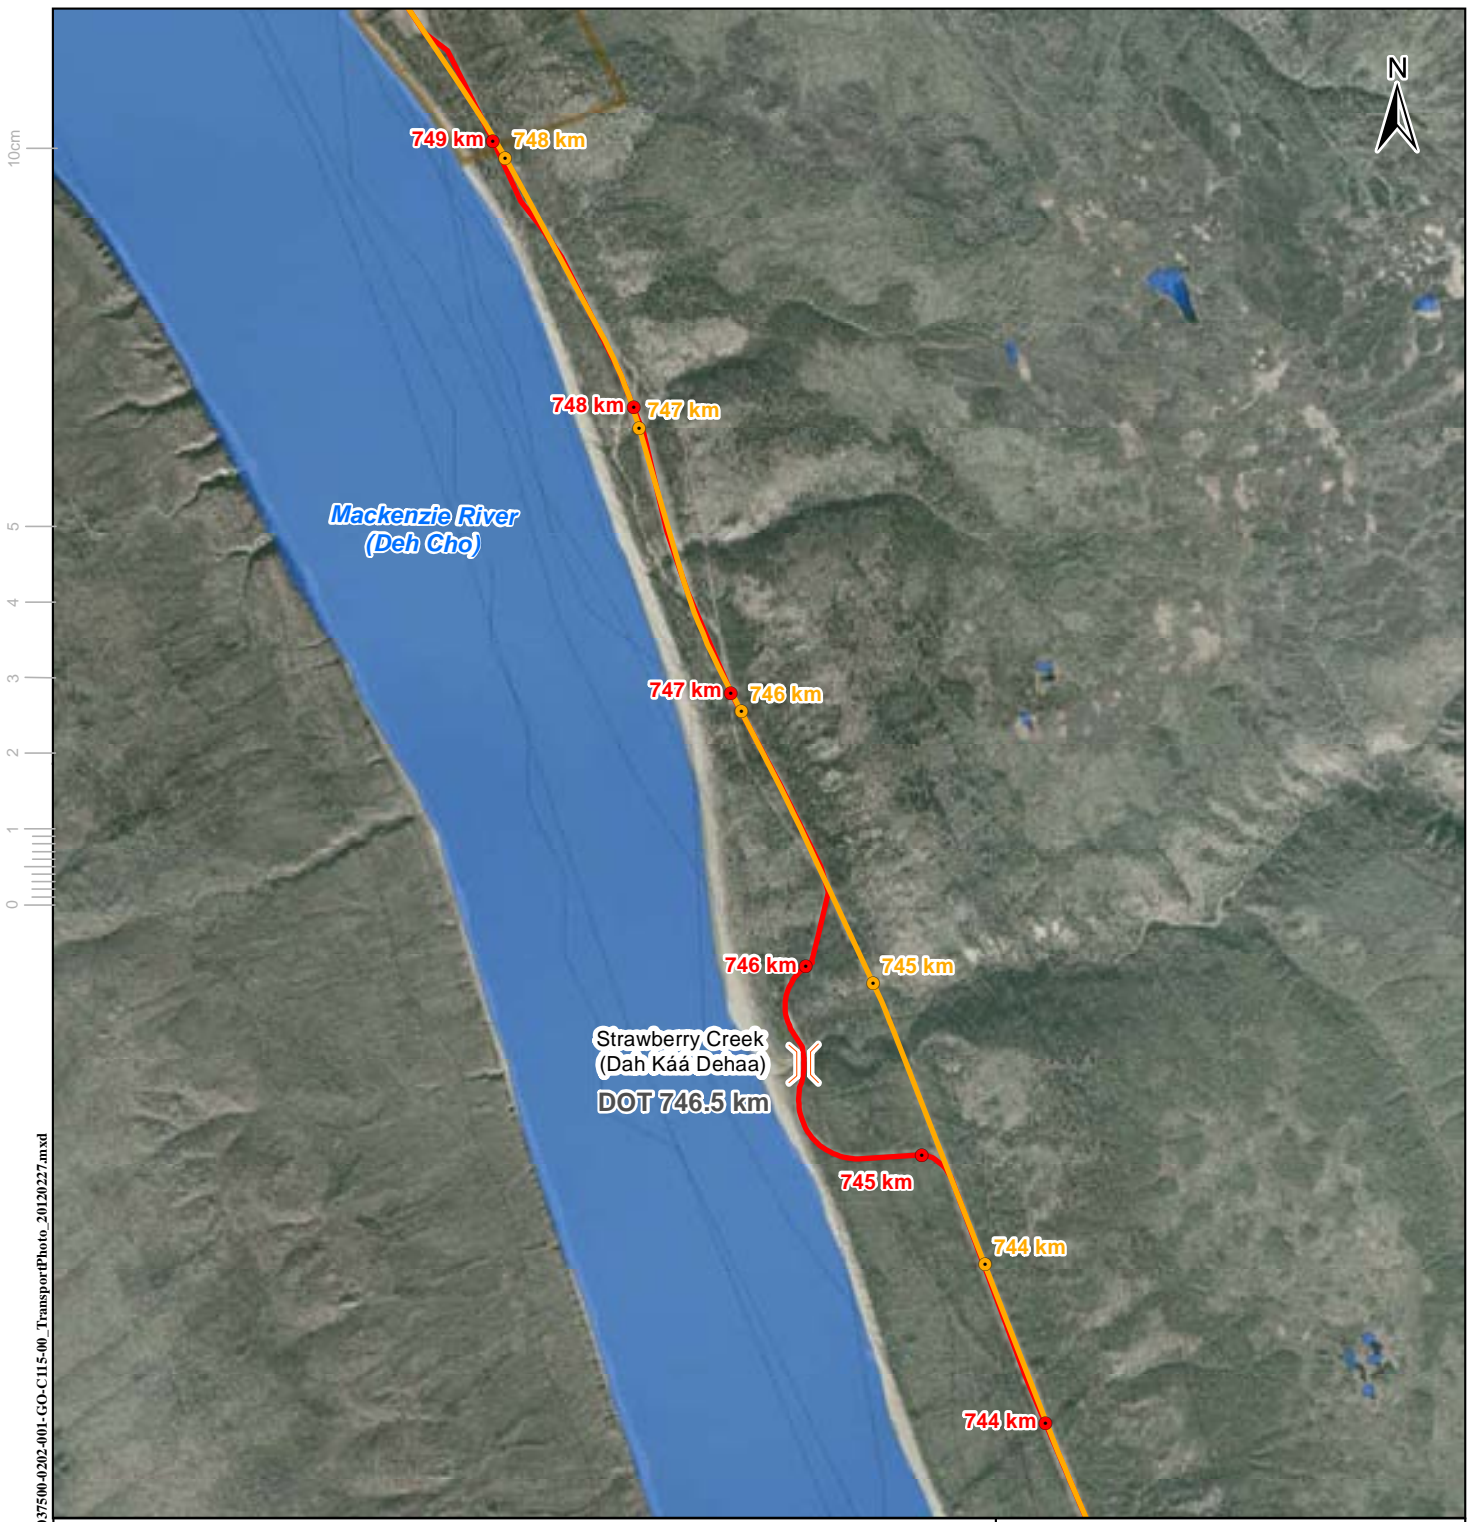 N
749 km
748 km
10cm
748 km
747 km
Mackenzie River
(Deh Cho)
5
4
747 km
746 km
3
2
1
0
746 km
745 km
Strawberry Creek
(Dah Káá Dehaa)
DOT 746.5 km
745 km
744 km
744 km
037500-0202-001-GO-C115-00_TransportPhoto_20120227.mxd